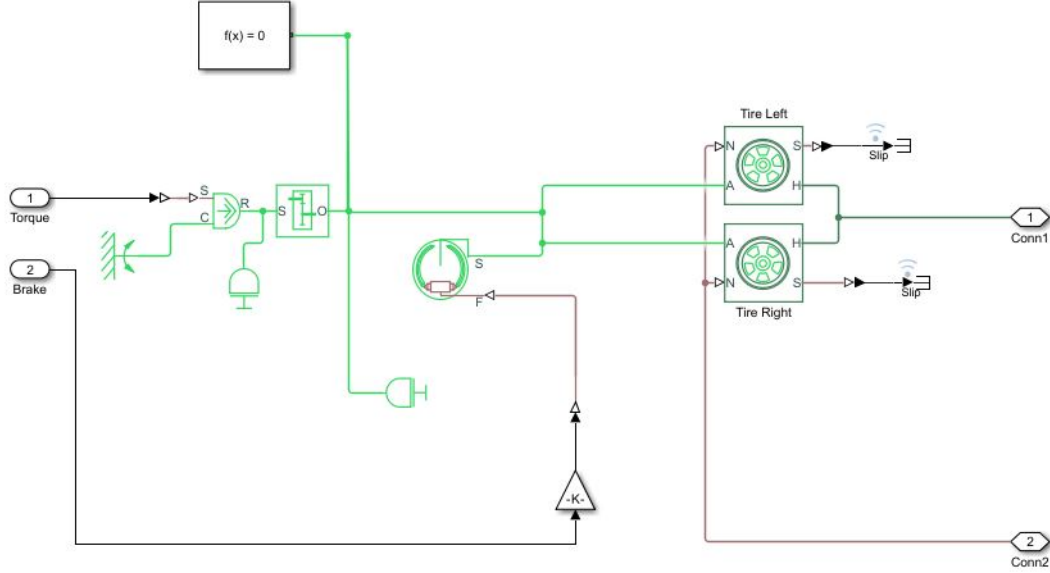 f(x) = 0
Tire Left
N
S
A
H
Slip
1
Torque
S
C
R
S
O
2
Brake
S
F
A
H
N
S
Tire Right
Slip
1
Conn1
-K-
2
Conn2